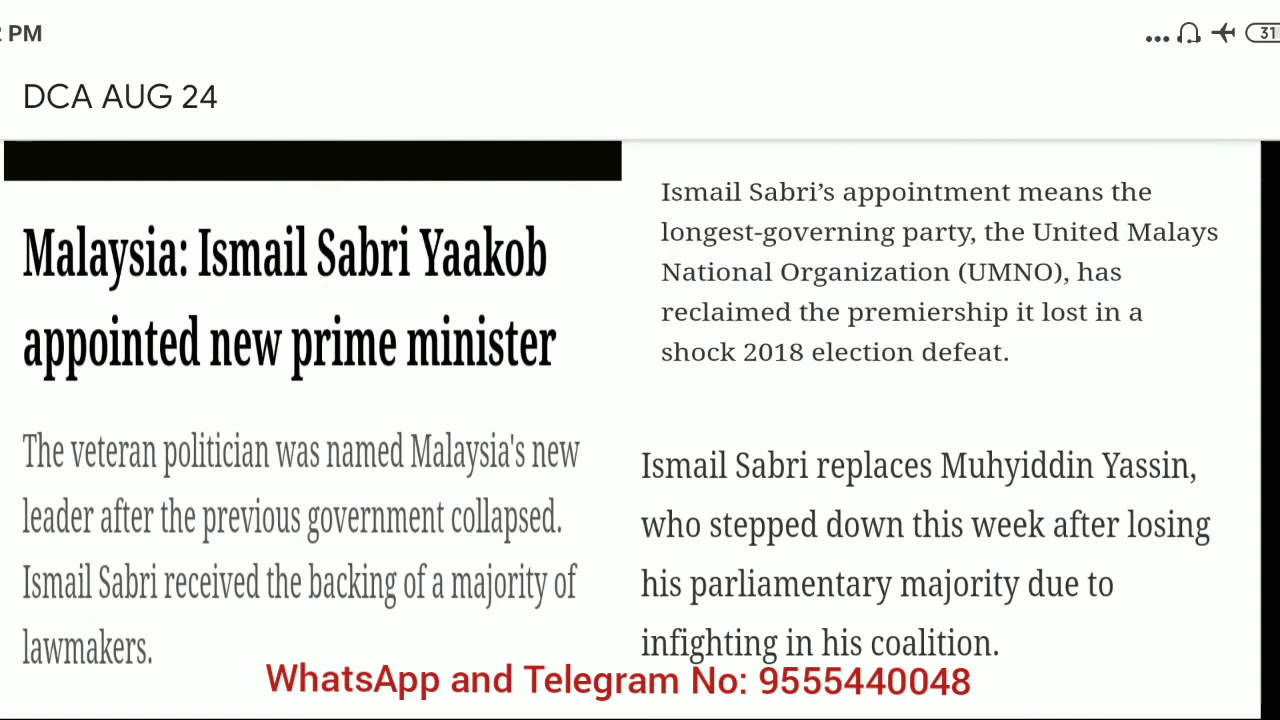 PM
31
DCA AUG 24
Malaysia: Ismail Sabri Yaakob
appointed new prime minister
The veteran politician was named Malaysia's new
leader after the previous government collapsed.
Ismail Sabri received the backing of a majority of
lawmakers.
Ismail Sabri’s appointment means the
longest-governing party, the United Malays
National Organization (UMNO), has
reclaimed the premiership it lost in a
shock 2018 election defeat.
Ismail Sabri replaces Muhyiddin Yassin,
who stepped down this week after losing
his parliamentary majority due to
infighting in his coalition.
WhatsApp and Telegram No: 9555440048